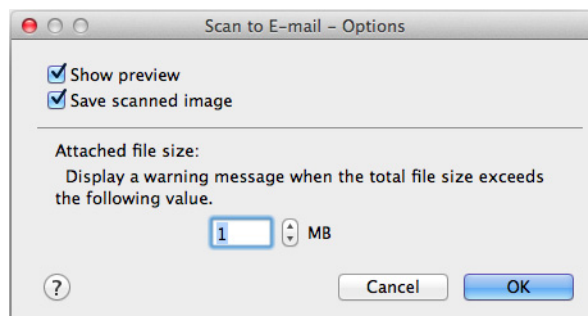 Scan to E-mail – Options
Show preview
Save scanned image
Attached file size:
Display a warning message when the total file size exceeds
the following value.
1 MB
? Cancel OK